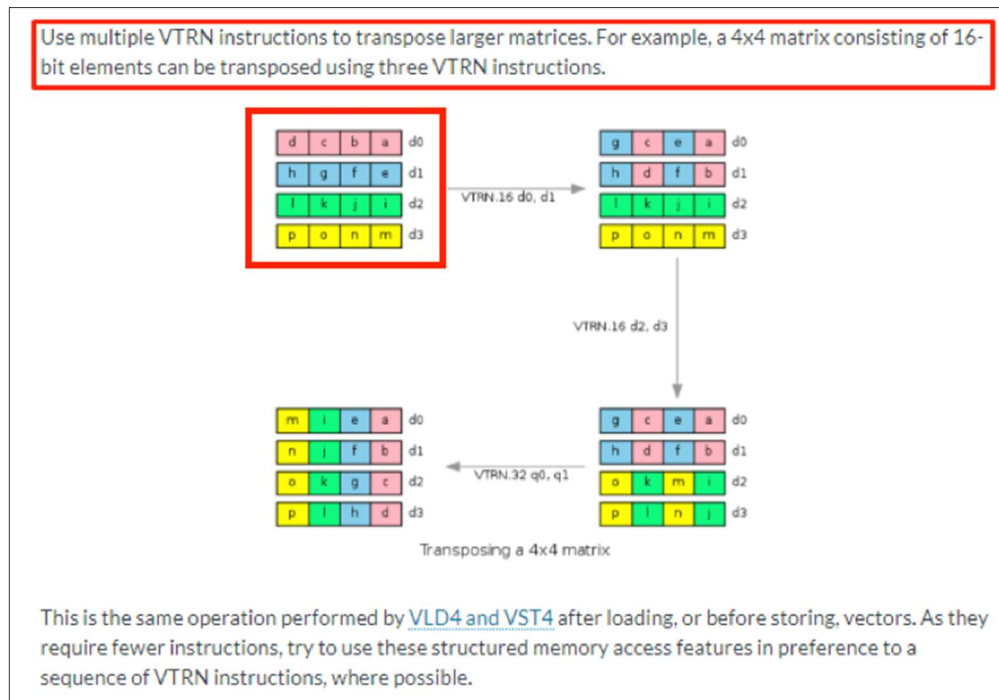 Use multiple VTRN instructions to transpose larger matrices. For example, a 4x4 matrix consisting of 16-
bit elements can be transposed using three VTRN instructions.
d c b a d0
h g f e d1
l k j i d2
p o n m d3
VTRN.16 d0, d1
g c e a d0
h d f b d1
l k j i d2
p o n m d3
VTRN.16 d2, d3
m i e a d0
n j f b d1
o k g c d2
p l h d d3
VTRN.32 q0, q1
g c e a d0
h d f b d1
o k m i d2
p l n j d3
Transposing a 4x4 matrix
This is the same operation performed by VLD4 and VST4 after loading, or before storing, vectors. As they
require fewer instructions, try to use these structured memory access features in preference to a
sequence of VTRN instructions, where possible.